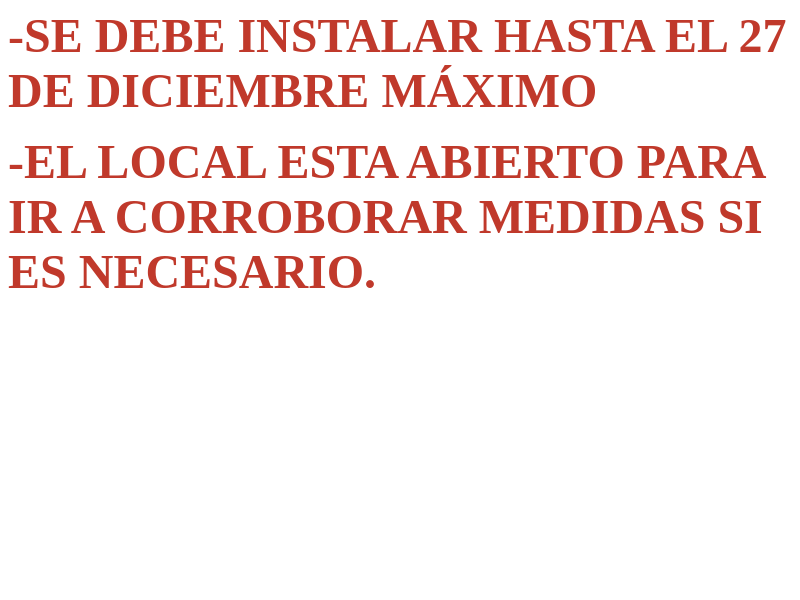 -SE DEBE INSTALAR HASTA EL 27
DE DICIEMBRE MÁXIMO
-EL LOCAL ESTA ABIERTO PARA
IR A CORROBORAR MEDIDAS SI
ES NECESARIO.